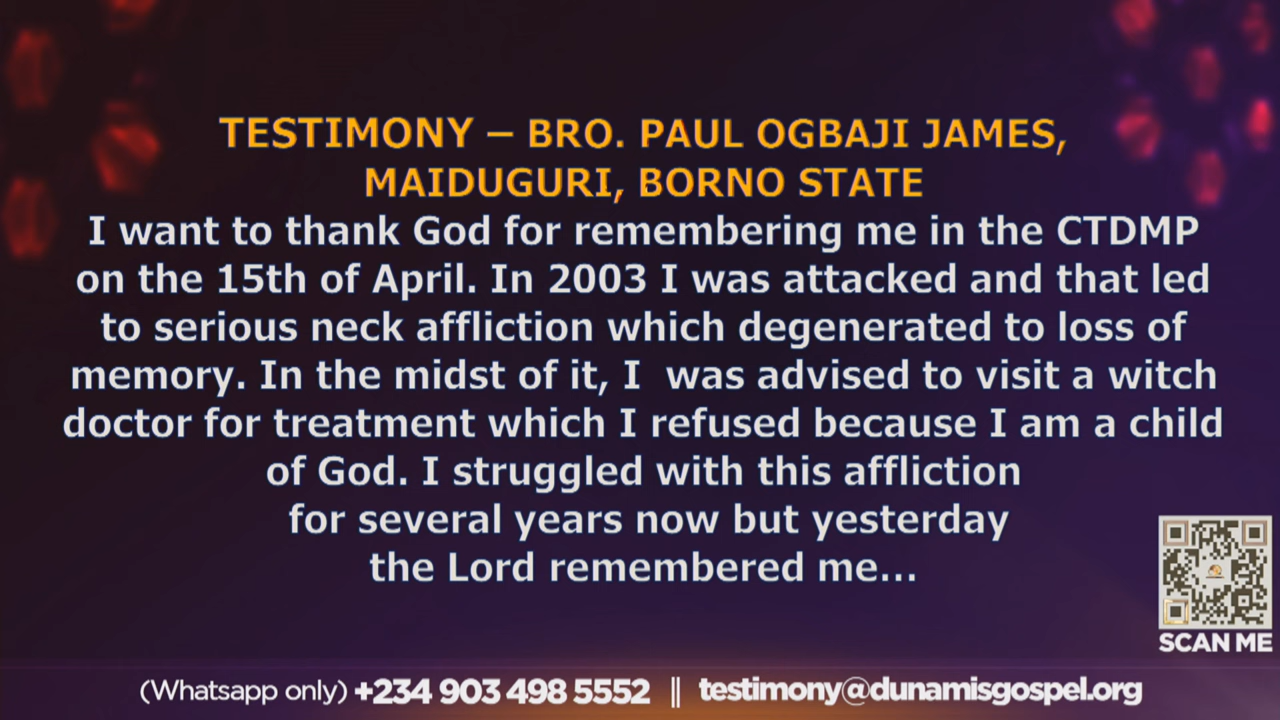 TESTIMONY – BRO. PAUL OGBAJI JAMES,
MAIDUGURI, BORNO STATE
I want to thank God for remembering me in the CTDMP
on the 15th of April. In 2003 I was attacked and that led
to serious neck affliction which degenerated to loss of
memory. In the midst of it, I  was advised to visit a witch
doctor for treatment which I refused because I am a child
of God. I struggled with this affliction
for several years now but yesterday
the Lord remembered me...
SCAN ME
(Whatsapp only) +234 903 498 5552 || testimony@dunamisgospel.org